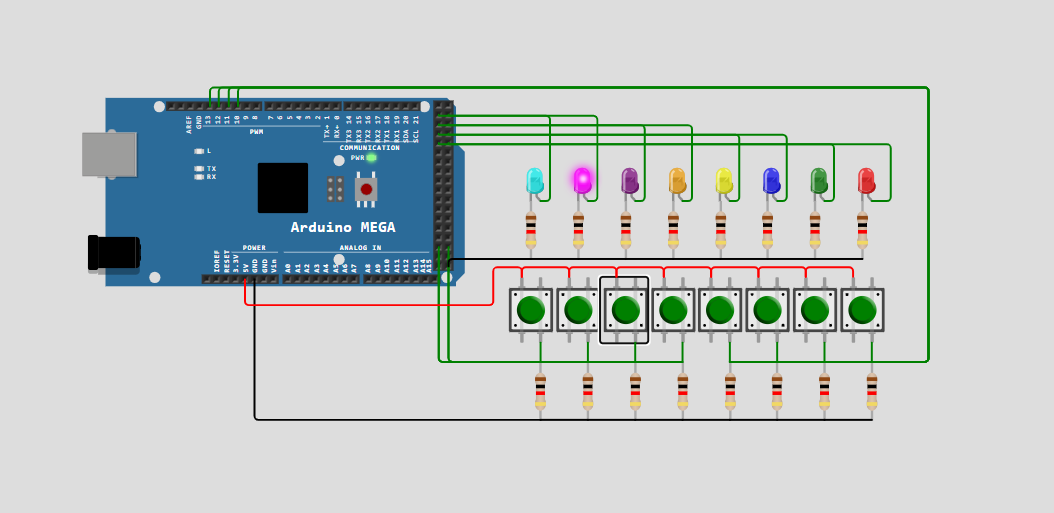 AREF
GND
13
12
11
10
9
8
7
6
5
4
3
2
TX→ 1
RX← 0
TX3 14
RX3 15
TX2 16
RX2 17
TX1 18
RX1 19
SDA 20
SCL 21
PWM
COMMUNICATION
L
PWR
TX
RX
Arduino MEGA
POWER
ANALOG IN
IOREF
RESET
3.3V
5V
GND
GND
Vin
A0
A1
A2
A3
A4
A5
A6
A7
A8
A9
A10
A11
A12
A13
A14
A15